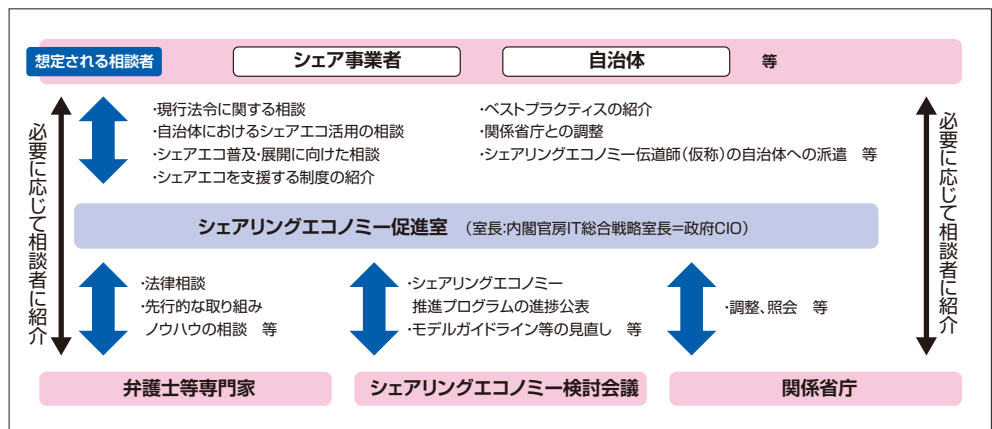 想定される相談者
シェア事業者
自治体
等
必要に応じて相談者に紹介
・現行法令に関する相談
・自治体におけるシェアエコ活用の相談
・シェアエコ普及・展開に向けた相談
・シェアエコを支援する制度の紹介
・ベストプラクティスの紹介
・関係省庁との調整
・シェアリングエコノミー伝道師（仮称）の自治体への派遣　等
必要に応じて相談者に紹介
シェアリングエコノミー促進室　（室長：内閣官房IT総合戦略室長＝政府CIO）
・法律相談
・先行的な取り組み
ノウハウの相談　等
・シェアリングエコノミー
推進プログラムの進捗公表
・モデルガイドライン等の見直し　等
・調整、照会　等
弁護士等専門家
シェアリングエコノミー検討会議
関係省庁